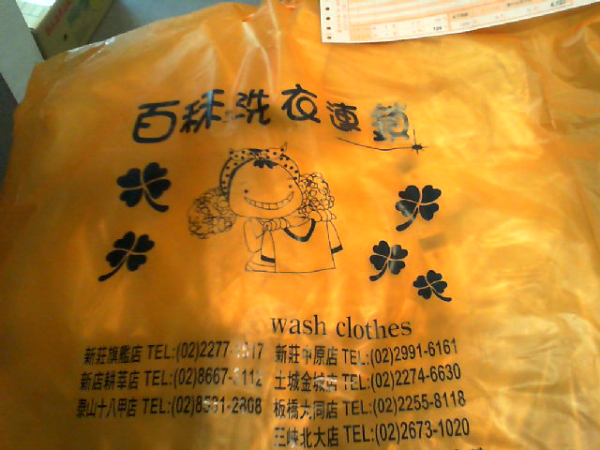 百秝洗衣連鎖
wash clothes
新莊旗艦店 TEL:(02)2277- 新莊中原店 TEL:(02)2991-6161
新店耕莘店 TEL:(02)8667- 土城金城店 TEL:(02)2274-6630
泰山十八甲店 TEL:(02) 板橋大同店 TEL:(02)2255-8118
三峽北大店 TEL:(02)2673-1020